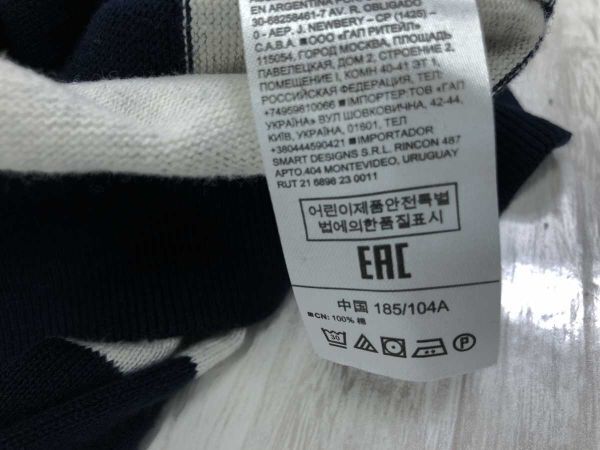 EN ARGENTINA POR
30-68258461-7 AV. R. OBLIGADO
- AEP. J. NEWBERY – CP (1425) –
C.A.B.A. ■ООО "ГАП РИТЕЙЛ"
115054, ГОРОД МОСКВА, ПЛОЩАДЬ
ПАВЕЛЕЦКАЯ, ДОМ 2, СТРОЕНИЕ 2,
ПОМЕЩЕНИЕ I, КОМН 40-41 ЭТ 1,
РОССИЙСКАЯ ФЕДЕРАЦИЯ, ТЕЛ:
+74959810066 ■ІМПОРТЕР ТОВ «ГАП
УКРАЇНА» ВУЛ ШОВКОВИЧНА, 42-44,
КИЇВ, УКРАЇНА, 01601, ТЕЛ
+380444590421 ■IMPORTADOR
SMART DESIGNS S.R.L. RINCON 487
APTO.404 MONTEVIDEO, URUGUAY
RUT 21 6898 23 0011
어린이제품안전특별
법에의한품질표시
EAC
中国 185/104A
■CN: 100% 棉
30
P